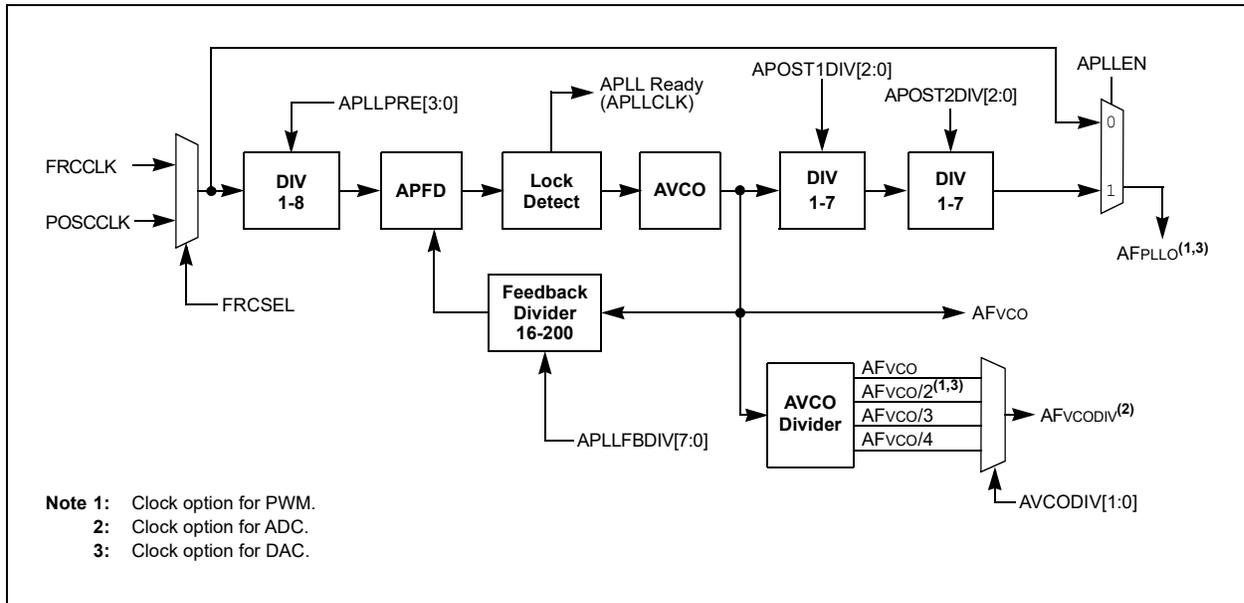 APLLEN
APOST1DIV[2:0]
APLL Ready
(APLLCLK)
APLLPRE[3:0]
APOST2DIV[2:0]
0
FRCCLK
DIV
1-8
APFD
Lock
Detect
AVCO
DIV
1-7
DIV
1-7
1
POSCCLK
AFPLLO(1,3)
FRCSEL
Feedback
Divider
16-200
AFVCO
AVCO
Divider
AFVCO
AFVCO/2(1,3)
AFVCO/3
AFVCO/4
AFVCODIV(2)
APLLFBDIV[7:0]
AVCODIV[1:0]
Note 1: Clock option for PWM.
2: Clock option for ADC.
3: Clock option for DAC.